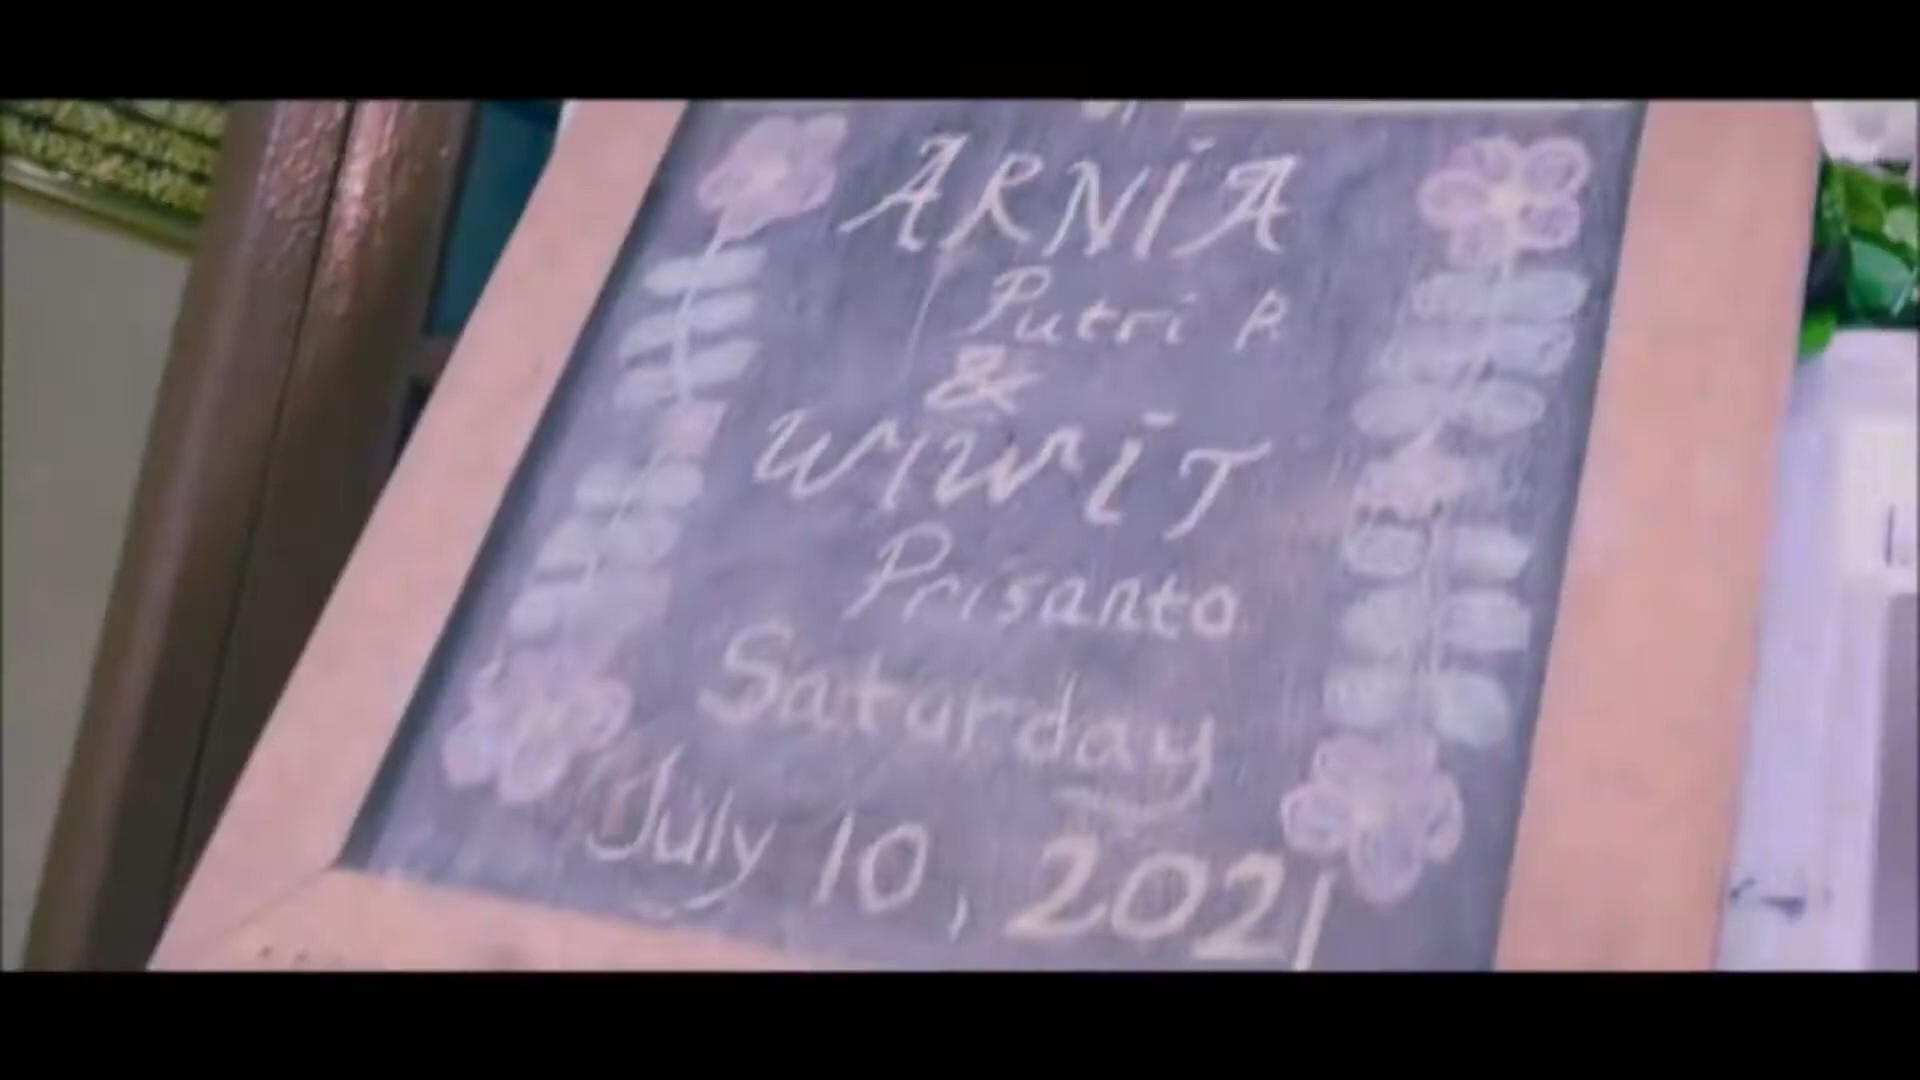 ARNIA
Putri P.
&
WIWIT
Prisanto
Saturday
July 10, 2021